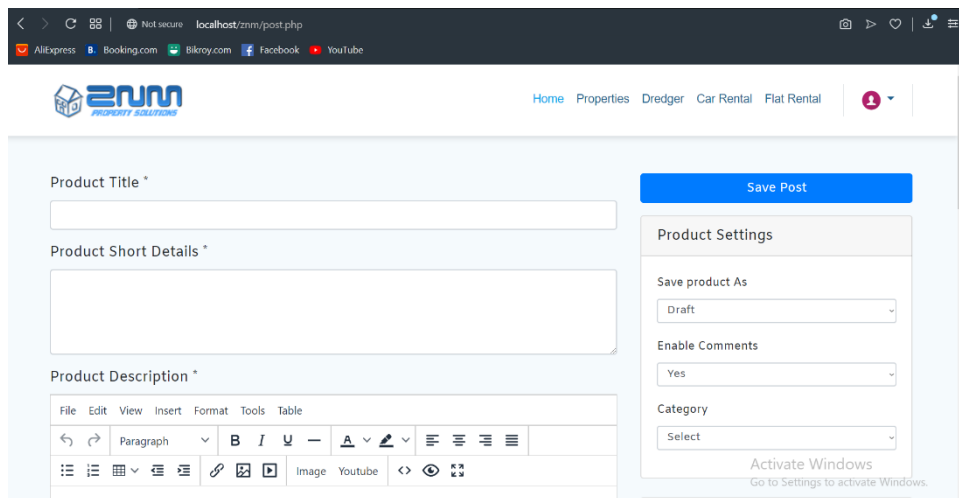 Not secure localhost/znm/post.php
AliExpress B. Booking.com Bikroy.com Facebook YouTube
ZNM
PROPERTY SOLUTIONS
Home Properties Dredger Car Rental Flat Rental
Product Title *
Save Post
Product Settings
Product Short Details *
Save product As
Draft
Enable Comments
Yes
Product Description *
Category
Select
File Edit View Insert Format Tools Table
Paragraph B I U A
Image Youtube
Activate Windows
Go to Settings to activate Windows.